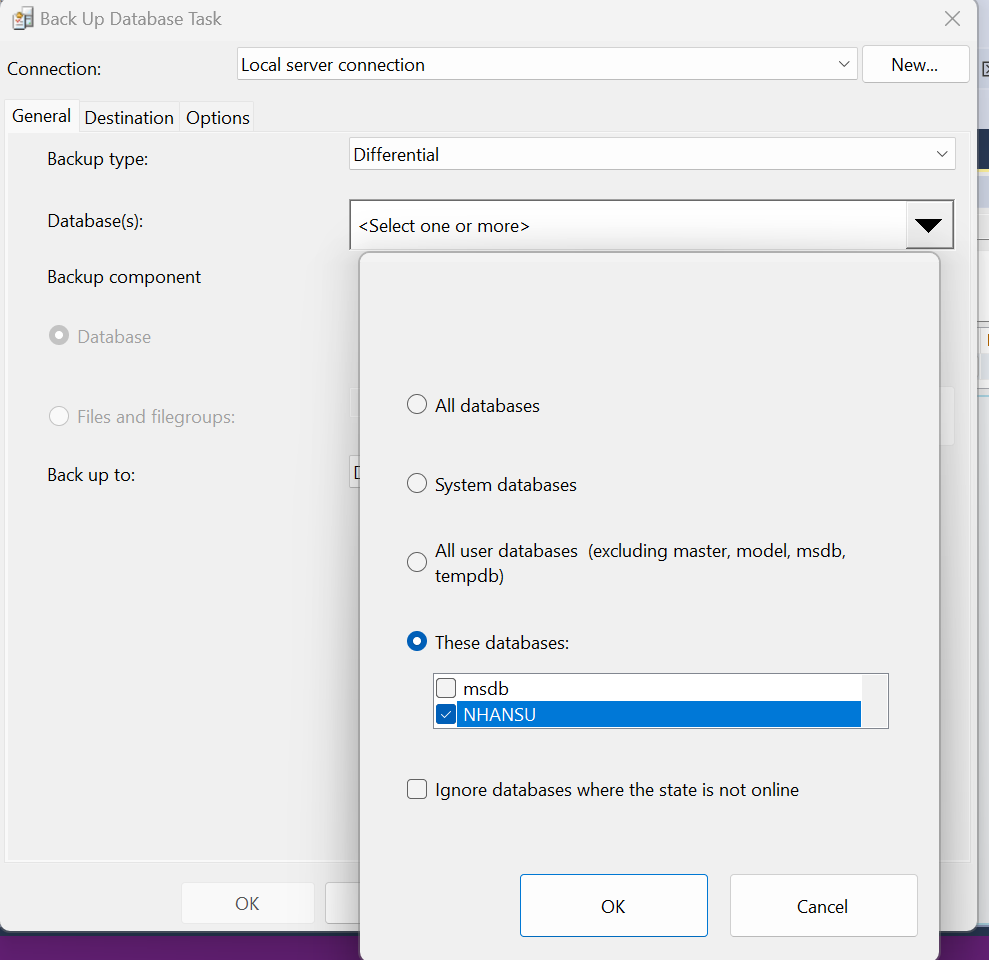 Back Up Database Task
Connection:
Local server connection
New...
General
Destination
Options
Backup type:
Differential
Database(s):
<Select one or more>
Backup component
Database
Files and filegroups:
Back up to:
All databases
System databases
All user databases  (excluding master, model, msdb,
tempdb)
These databases:
msdb
NHANSU
Ignore databases where the state is not online
OK
OK
Cancel